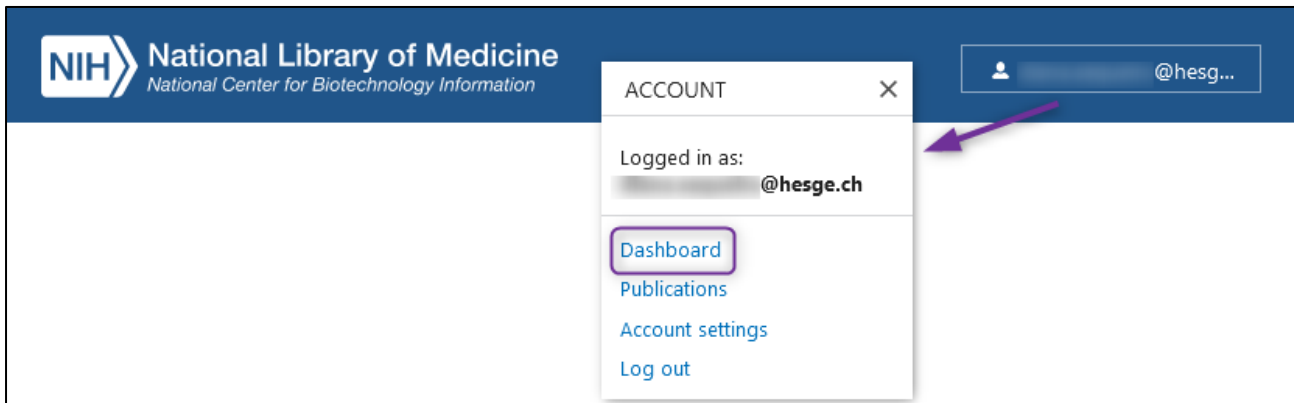 NIH National Library of Medicine
National Center for Biotechnology Information
@hesg...
ACCOUNT
Logged in as:
@hesge.ch
Dashboard
Publications
Account settings
Log out